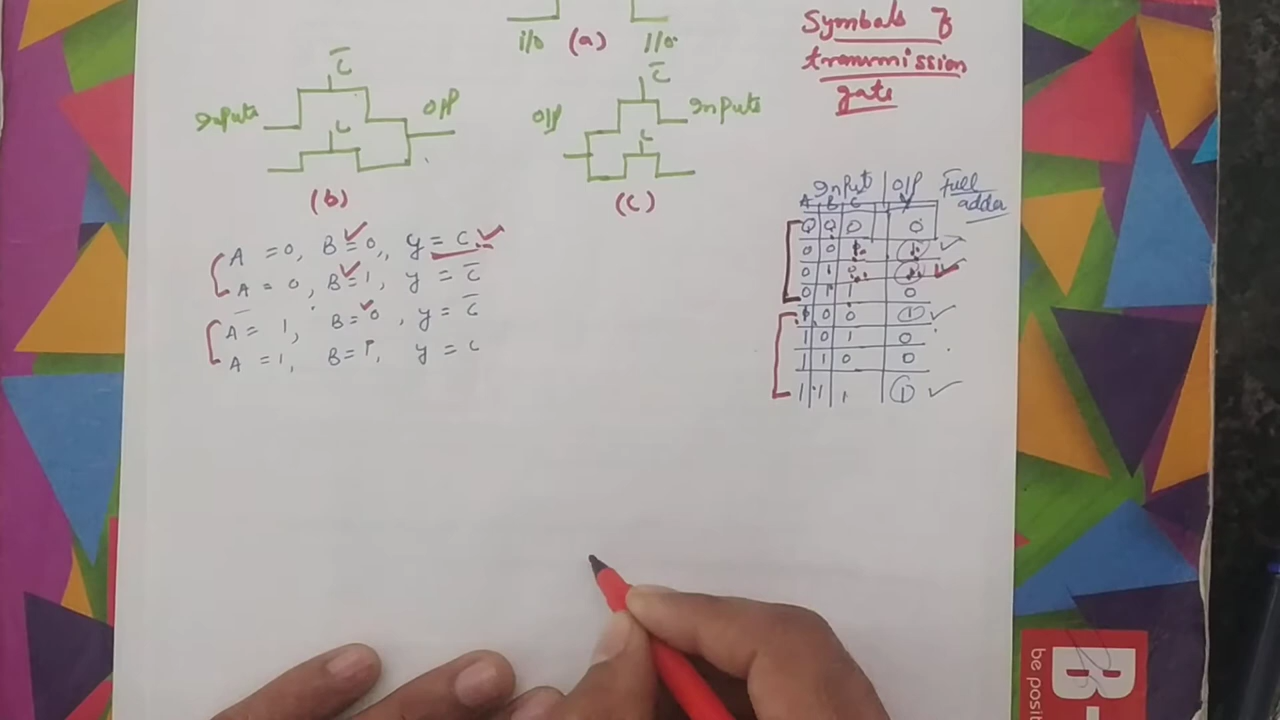 Symbols of
transmission
gate
i/o (a) i/o
C̅
Inputs
C
O/P
(b)
C̅
O/P
Inputs
C
(c)
A = 0, B = 0, y = C
A = 0, B = 1, y = C̅
A = 1, B = 0, y = C̅
A = 1, B = 1, y = C
Input O/P Full
adder
A B C Y
0 0 0 0
0 0 1 1
0 1 0 1
0 1 1 0
1 0 0 1
1 0 1 0
1 1 0 0
1 1 1 1
B
be posit